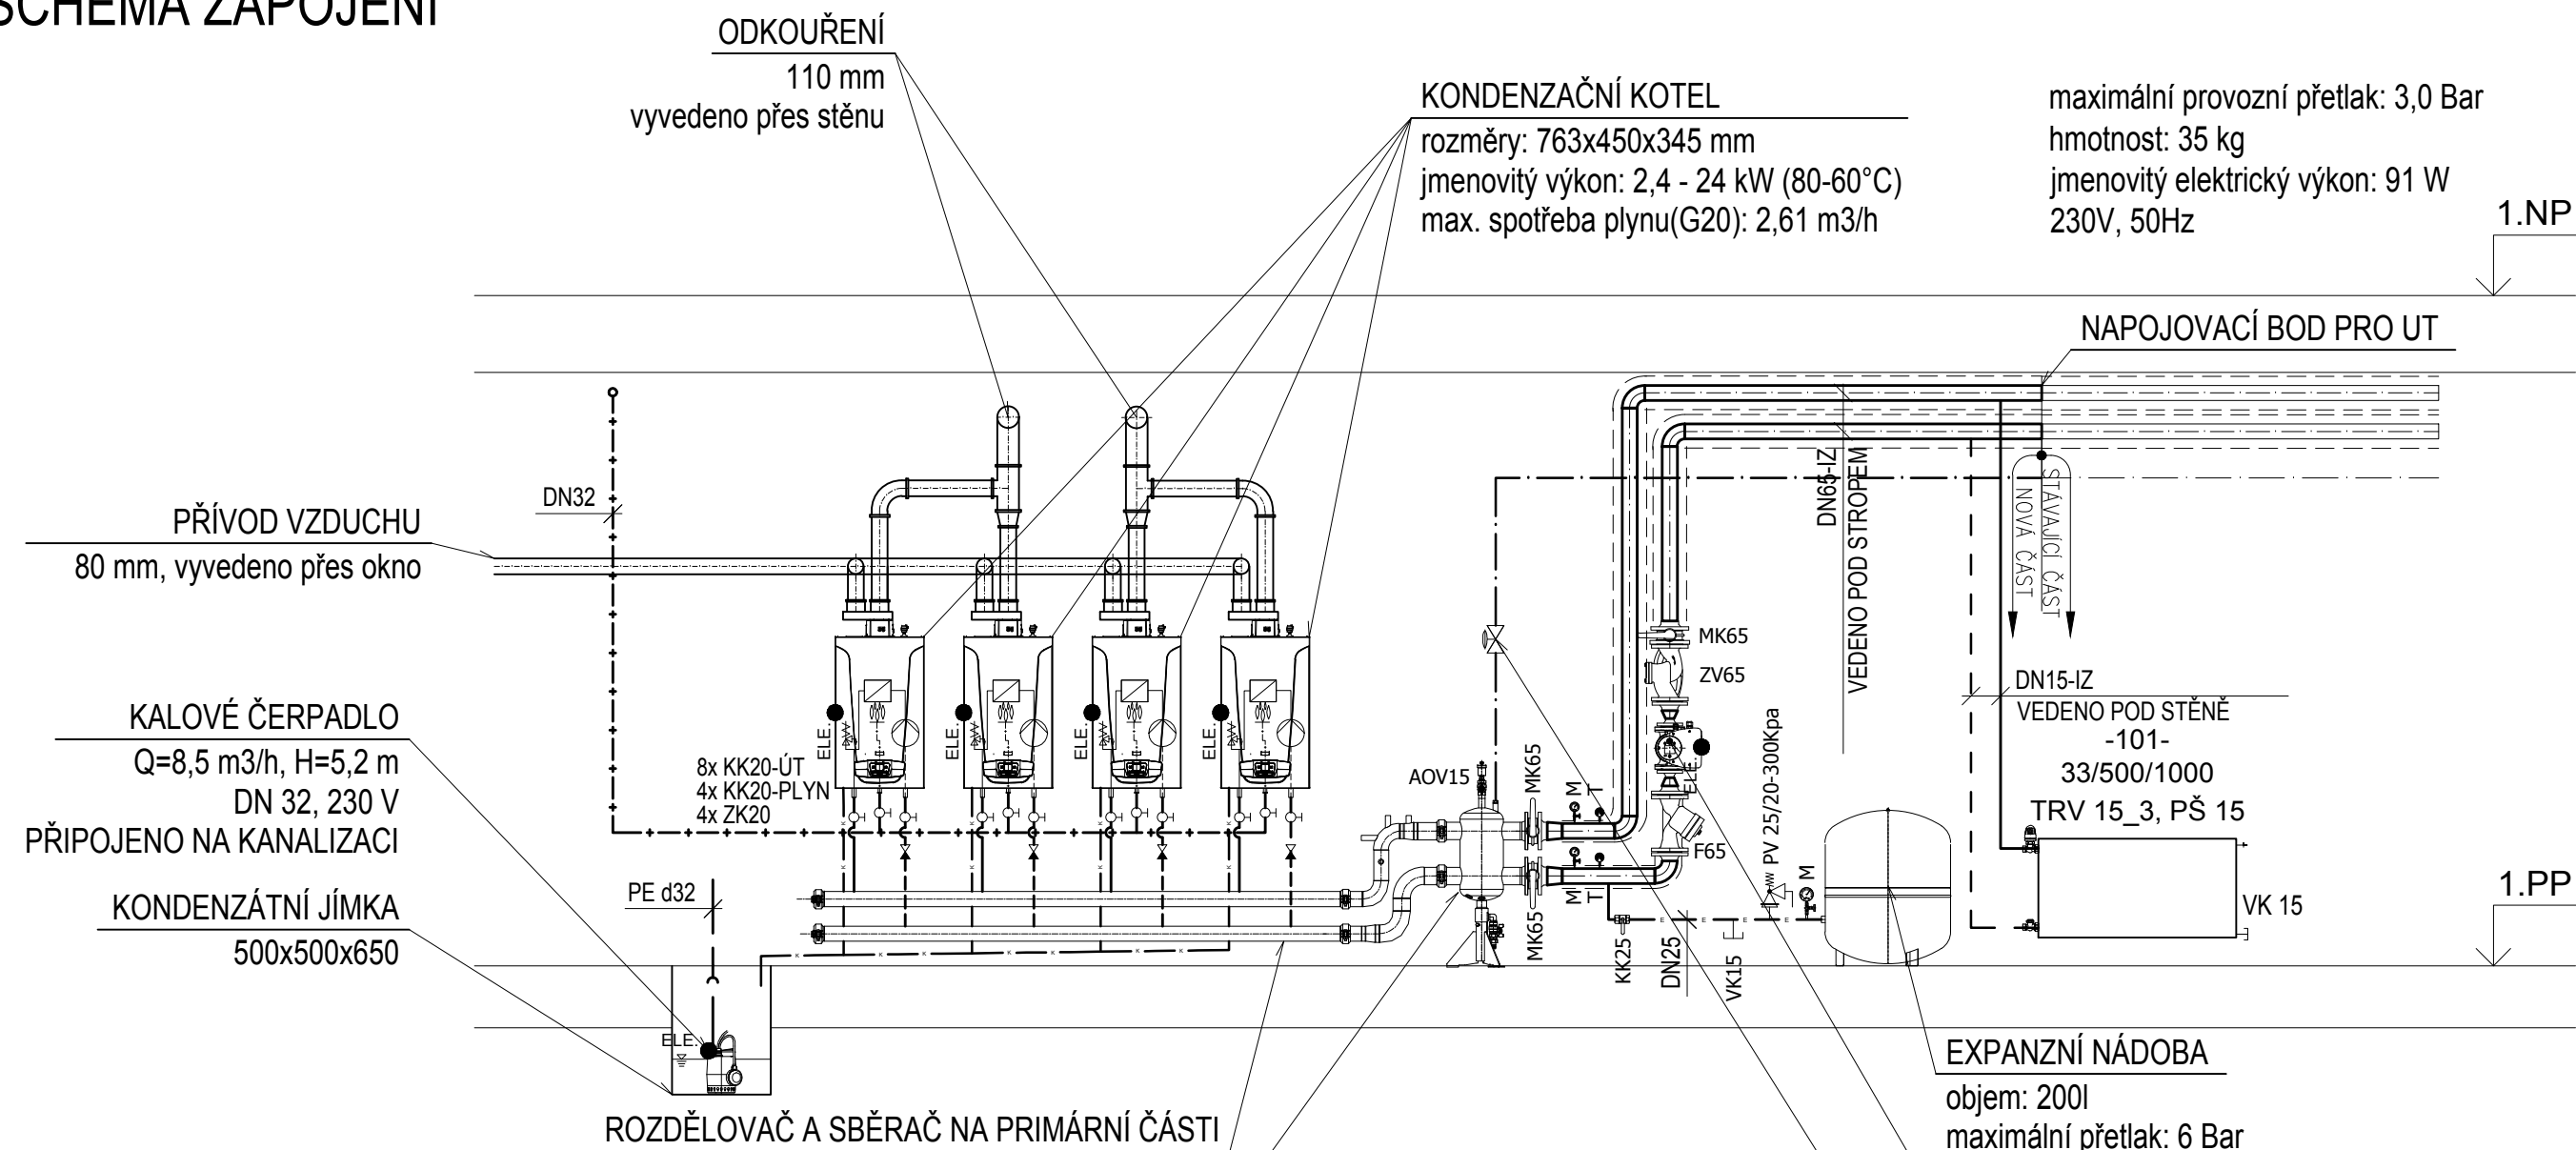 SCHÉMA ZAPOJENÍ
ODKOUŘENÍ
110 mm
vyvedeno přes stěnu
KONDENZAČNÍ KOTEL
rozměry: 763x450x345 mm
jmenovitý výkon: 2,4 - 24 kW (80-60°C)
max. spotřeba plynu(G20): 2,61 m3/h
maximální provozní přetlak: 3,0 Bar
hmotnost: 35 kg
jmenovitý elektrický výkon: 91 W
230V, 50Hz
1.NP
NAPOJOVACÍ BOD PRO UT
DN32
PŘÍVOD VZDUCHU
80 mm, vyvedeno přes okno
DN65-IZ
VEDENO POD STROPEM
NOVÁ ČÁST
STÁVAJÍCÍ ČÁST
MK65
ZV65
ELE.
F65
DN15-IZ
VEDENO POD STĚNĚ
-101-
33/500/1000
TRV 15_3, PŠ 15
VK 15
KALOVÉ ČERPADLO
Q=8,5 m3/h, H=5,2 m
DN 32, 230 V
PŘIPOJENO NA KANALIZACI
ELE.
ELE.
ELE.
ELE.
8x KK20-ÚT
4x KK20-PLYN
4x ZK20
AOV15
MK65
M
T
M
T
MK65
PV 25/20-300Kpa
M
KK25
DN25
VK15
E
E
E
E
1.PP
PE d32
KONDENZÁTNÍ JÍMKA
500x500x650
K
K
K
K
K
K
K
K
K
K
K
ELE.
ROZDĚLOVAČ A SBĚRAČ NA PRIMÁRNÍ ČÁSTI
EXPANZNÍ NÁDOBA
objem: 200l
maximální přetlak: 6 Bar